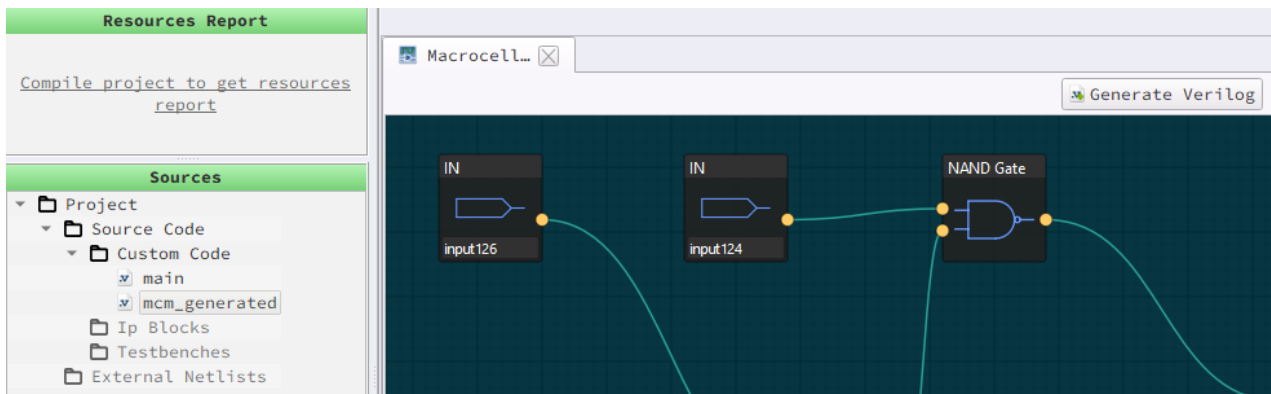 Resources Report
Compile project to get resources
report
Sources
Project
Source Code
Custom Code
main
mcm_generated
Ip Blocks
Testbenches
External Netlists
Macrocell…
Generate Verilog
IN
input126
IN
input124
NAND Gate